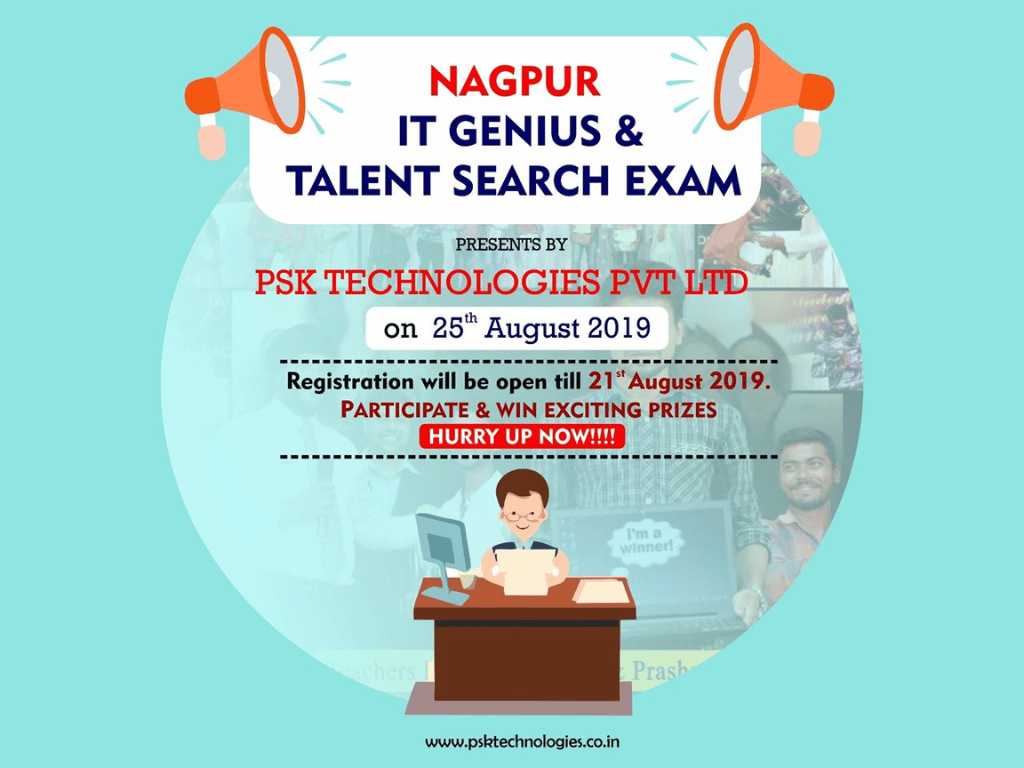 NAGPUR
IT GENIUS &
TALENT SEARCH EXAM
PRESENTS BY
PSK TECHNOLOGIES PVT LTD
on 25th August 2019
Registration will be open till 21st August 2019.
PARTICIPATE & WIN EXCITING PRIZES
HURRY UP NOW!!!!
I'm a
winner!
Teachers
&
www.psktechnologies.co.in